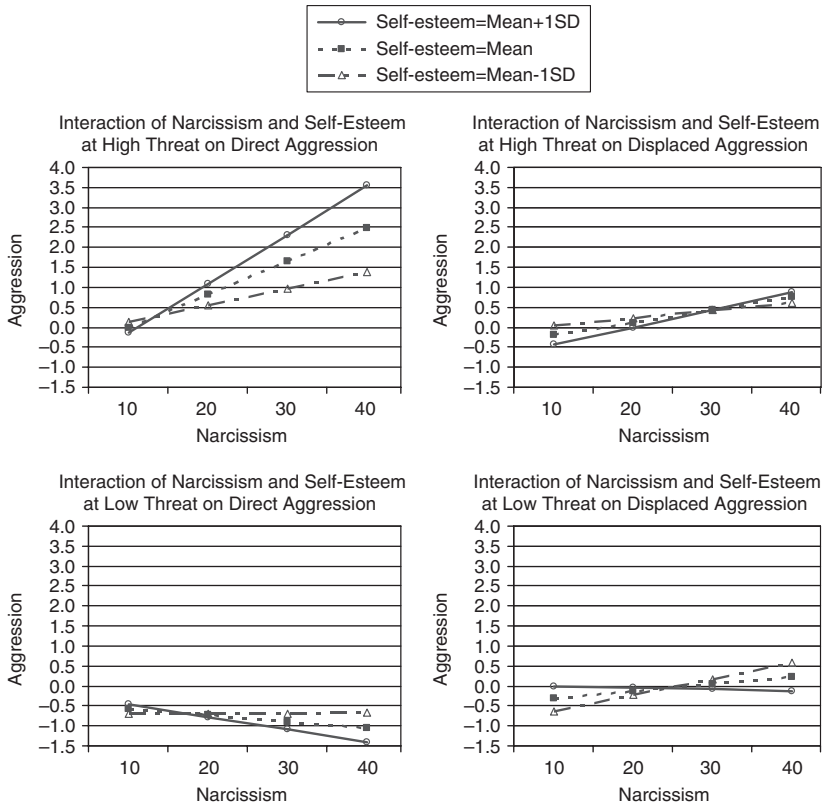 Self-esteem=Mean+1SD
Self-esteem=Mean
Self-esteem=Mean-1SD
Interaction of Narcissism and Self-Esteem
at High Threat on Direct Aggression
4.0
3.5
3.0
2.5
2.0
1.5
1.0
0.5
0.0
–0.5
–1.0
–1.5
Aggression
10 20 30 40
Narcissism
Interaction of Narcissism and Self-Esteem
at High Threat on Displaced Aggression
4.0
3.5
3.0
2.5
2.0
1.5
1.0
0.5
0.0
–0.5
–1.0
–1.5
Aggression
10 20 30 40
Narcissism
Interaction of Narcissism and Self-Esteem
at Low Threat on Direct Aggression
4.0
3.5
3.0
2.5
2.0
1.5
1.0
0.5
0.0
–0.5
–1.0
–1.5
Aggression
10 20 30 40
Narcissism
Interaction of Narcissism and Self-Esteem
at Low Threat on Displaced Aggression
4.0
3.5
3.0
2.5
2.0
1.5
1.0
0.5
0.0
–0.5
–1.0
–1.5
Aggression
10 20 30 40
Narcissism